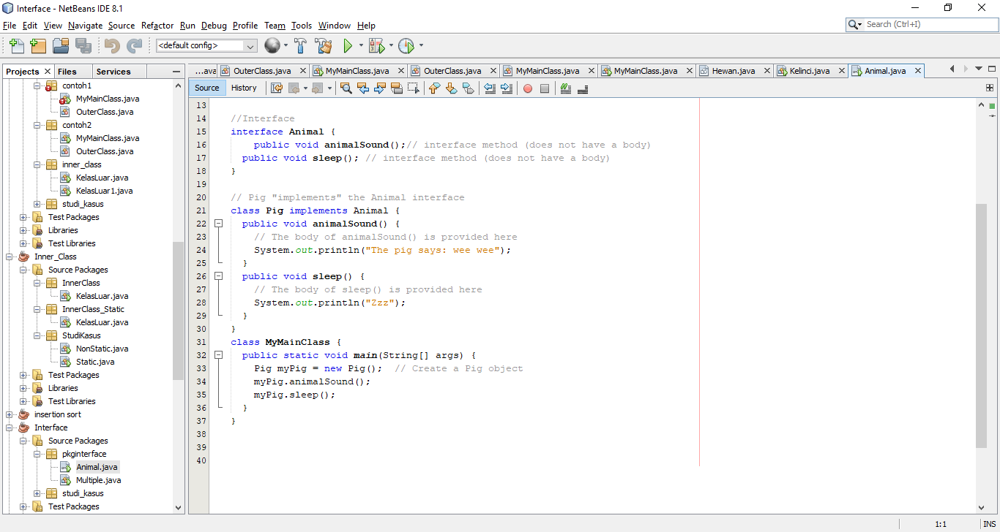 Interface - NetBeans IDE 8.1
File Edit View Navigate Source Refactor Run Debug Profile Team Tools Window Help
Search (Ctrl+I)
<default config>
Projects Files Services
...ava OuterClass.java MyMainClass.java OuterClass.java MyMainClass.java MyMainClass.java Hewan.java Kelinci.java Animal.java
Source History
contoh1
MyMainClass.java
OuterClass.java
contoh2
MyMainClass.java
OuterClass.java
inner_class
KelasLuar.java
KelasLuar1.java
studi_kasus
Test Packages
Libraries
Test Libraries
Inner_Class
Source Packages
InnerClass
KelasLuar.java
InnerClass_Static
KelasLuar.java
StudiKasus
NonStatic.java
Static.java
Test Packages
Libraries
Test Libraries
insertion sort
Interface
Source Packages
pkginterface
Animal.java
Multiple.java
studi_kasus
Test Packages
13
14 //Interface
15 interface Animal {
16 public void animalSound();// interface method (does not have a body)
17 public void sleep(); // interface method (does not have a body)
18 }
19
20 // Pig "implements" the Animal interface
21 class Pig implements Animal {
22 public void animalSound() {
23 // The body of animalSound() is provided here
24 System.out.println("The pig says: wee wee");
25 }
26 public void sleep() {
27 // The body of sleep() is provided here
28 System.out.println("Zzz");
29 }
30 }
31 class MyMainClass {
32 public static void main(String[] args) {
33 Pig myPig = new Pig(); // Create a Pig object
34 myPig.animalSound();
35 myPig.sleep();
36 }
37 }
38
39
40
1:1 INS